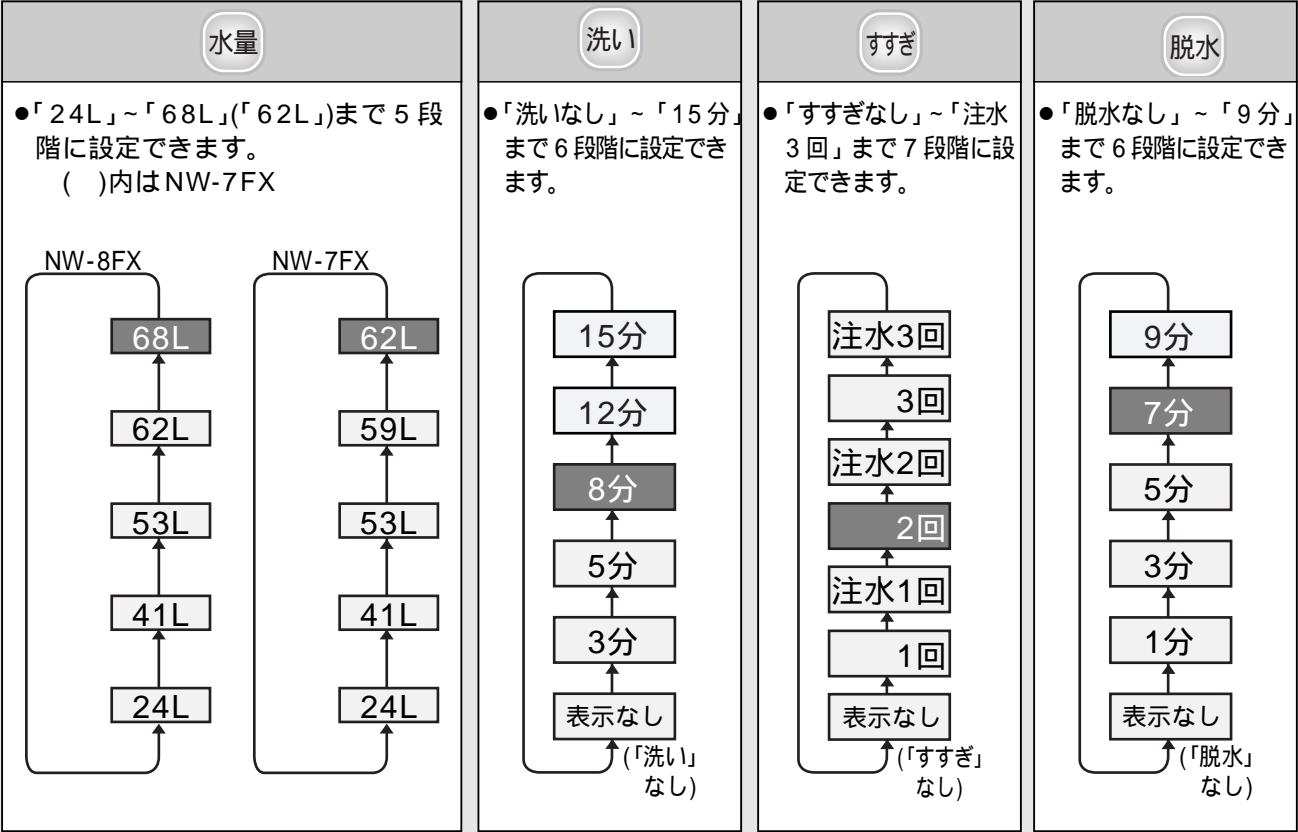 水量
●「24L」~「68L」(「62L」)まで5段
階に設定できます。
(　)内はNW-7FX
NW-8FX
68L
62L
53L
41L
24L
NW-7FX
62L
59L
53L
41L
24L
洗い
●「洗いなし」~「15分」
まで6段階に設定でき
ます。
15分
12分
8分
5分
3分
表示なし
(「洗い」
なし)
すすぎ
●「すすぎなし」~「注水
3回」まで7段階に設
定できます。
注水3回
3回
注水2回
2回
注水1回
1回
表示なし
(「すすぎ」
なし)
脱水
●「脱水なし」~「9分」
まで6段階に設定でき
ます。
9分
7分
5分
3分
1分
表示なし
(「脱水」
なし)